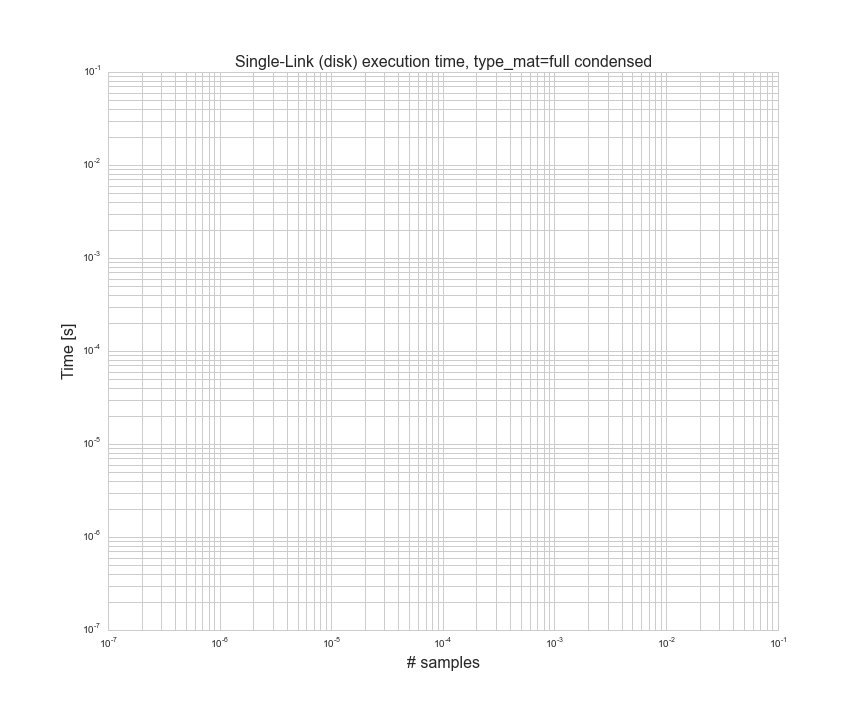 Single-Link (disk) execution time, type_mat=full condensed
10⁻¹
10⁻²
10⁻³
10⁻⁴
10⁻⁵
10⁻⁶
10⁻⁷
Time [s]
10⁻⁷ 10⁻⁶ 10⁻⁵ 10⁻⁴ 10⁻³ 10⁻² 10⁻¹
# samples